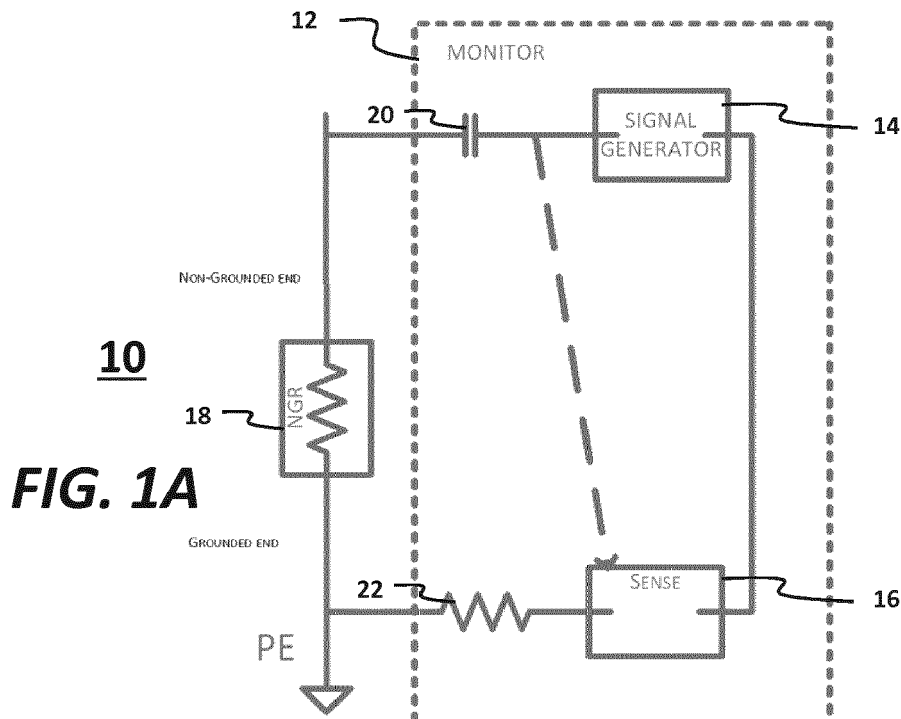 12
MONITOR
20
SIGNAL
GENERATOR
14
NON-GROUNDED END
10
18
NGR
FIG. 1A
GROUNDED END
22
SENSE
16
PE